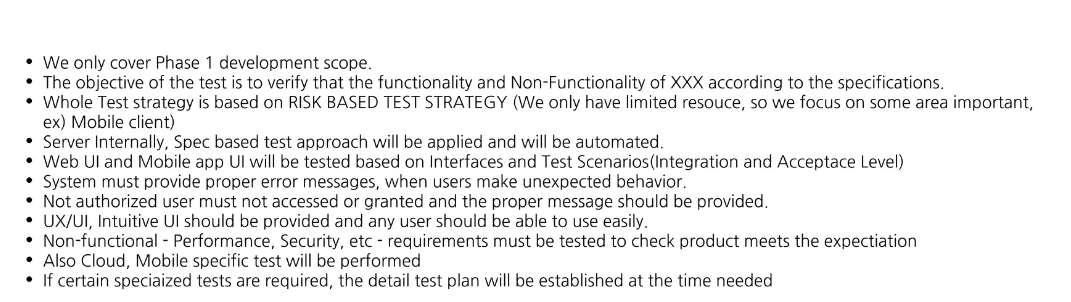 • We only cover Phase 1 development scope.
• The objective of the test is to verify that the functionality and Non-Functionality of XXX according to the specifications.
• Whole Test strategy is based on RISK BASED TEST STRATEGY (We only have limited resouce, so we focus on some area important,
ex) Mobile client)
• Server Internally, Spec based test approach will be applied and will be automated.
• Web UI and Mobile app UI will be tested based on Interfaces and Test Scenarios(Integration and Acceptace Level)
• System must provide proper error messages, when users make unexpected behavior.
• Not authorized user must not accessed or granted and the proper message should be provided.
• UX/UI, Intuitive UI should be provided and any user should be able to use easily.
• Non-functional - Performance, Security, etc - requirements must be tested to check product meets the expectiation
• Also Cloud, Mobile specific test will be performed
• If certain speciaized tests are required, the detail test plan will be established at the time needed